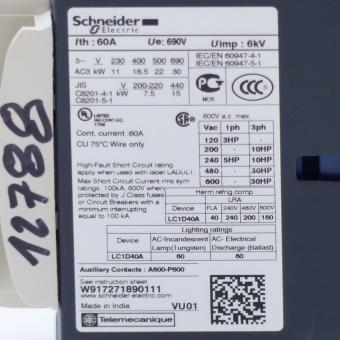 Schneider
Electric
Ith : 60A Ue: 690V Uimp : 6kV
3~ V 230 400 500 690
AC3 kW 11 18.5 22 30
IEC/EN 60947-4-1
IEC/EN 60947-5-1
JIS V 200-220 440
C8201-4-1 kW 7.5 15
C8201-5-1
LISTED
IND.CONT.EQ.
Cont. current :60A
CU 75°C Wire only
600V a.c. max
Vac 1ph 3ph
120 3HP
200 - 10HP
240 5HP 10HP
480 - 30HP
600 - 30HP
High-Fault Short Circuit rating
apply when used with fuse
Max Short Circuit Current rms sym
ratings: 100kA, 600V when
protected by J Class fuses
or Circuit Breakers with a
minimum interrupting
equal to 100 kA
Herm refrig comp
LRA
Device FLA 240V 480V 600V
LC1D40A 40 240 200 160
Lighting ratings
Device AC-Incandescent Lamp(Tungsten) AC- Electrical Discharge (Ballast)
LC1D40A 60 60
Auxiliary Contacts : A600-P600
See instruction sheet
W917271890111
www.schneider-electric.com
Made in India VU01
Telemecanique
12788